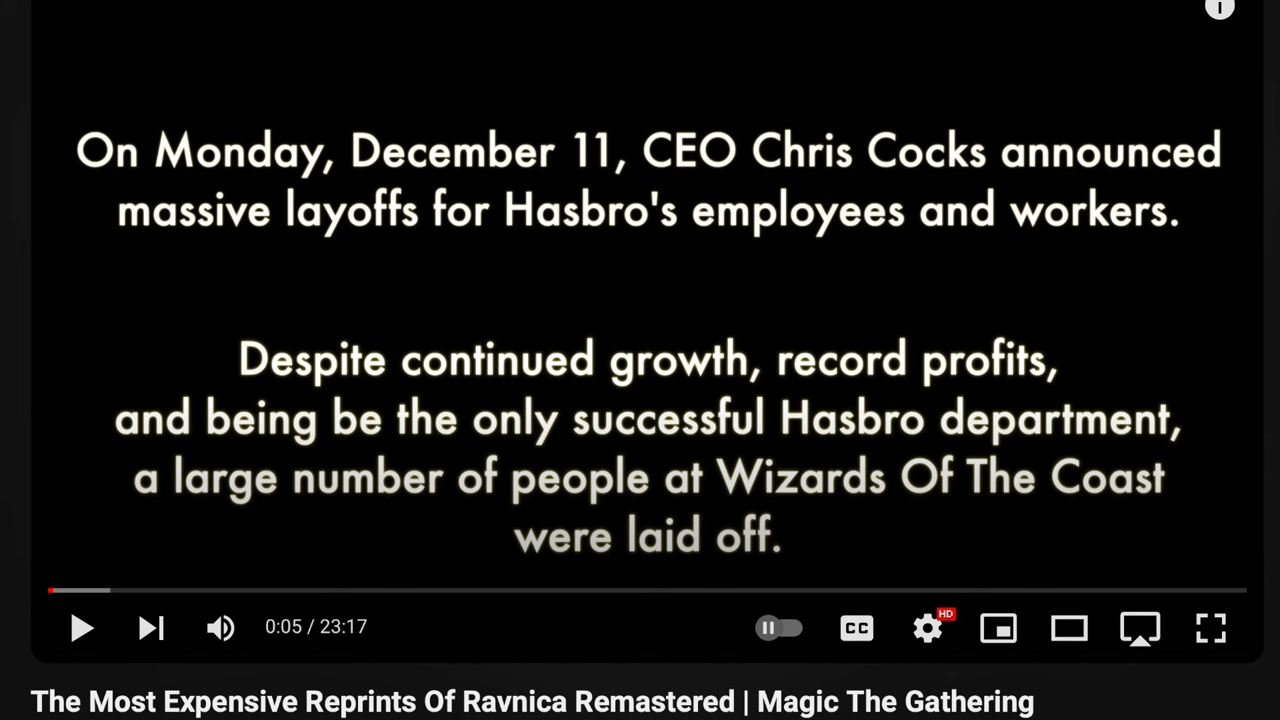 On Monday, December 11, CEO Chris Cocks announced
massive layoffs for Hasbro's employees and workers.
Despite continued growth, record profits,
and being be the only successful Hasbro department,
a large number of people at Wizards Of The Coast
were laid off.
0:05 / 23:17
CC
HD
The Most Expensive Reprints Of Ravnica Remastered | Magic The Gathering